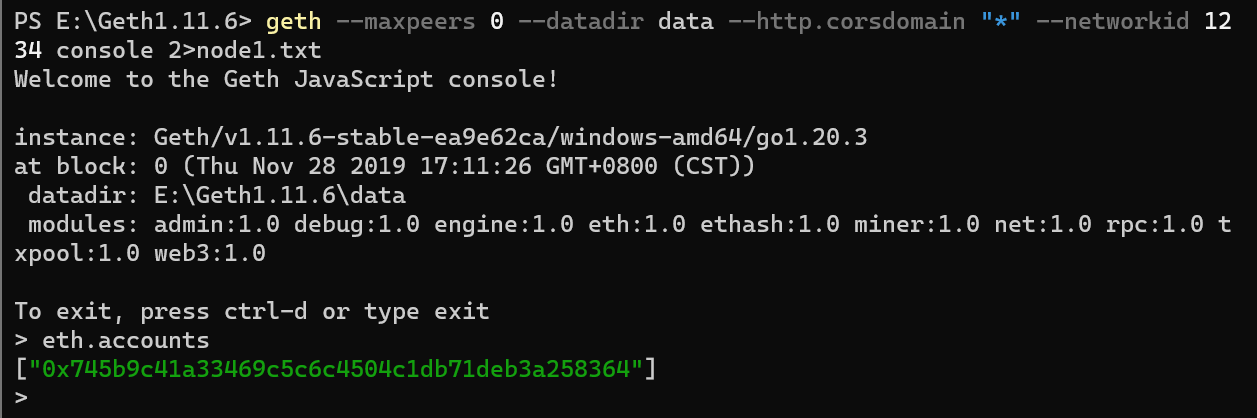 PS E:\Geth1.11.6> geth --maxpeers 0 --datadir data --http.corsdomain "*" --networkid 12
34 console 2>node1.txt
Welcome to the Geth JavaScript console!
instance: Geth/v1.11.6-stable-ea9e62ca/windows-amd64/go1.20.3
at block: 0 (Thu Nov 28 2019 17:11:26 GMT+0800 (CST))
 datadir: E:\Geth1.11.6\data
 modules: admin:1.0 debug:1.0 engine:1.0 eth:1.0 ethash:1.0 miner:1.0 net:1.0 rpc:1.0 t
xpool:1.0 web3:1.0
To exit, press ctrl-d or type exit
> eth.accounts
["0x745b9c41a33469c5c6c4504c1db71deb3a258364"]
>